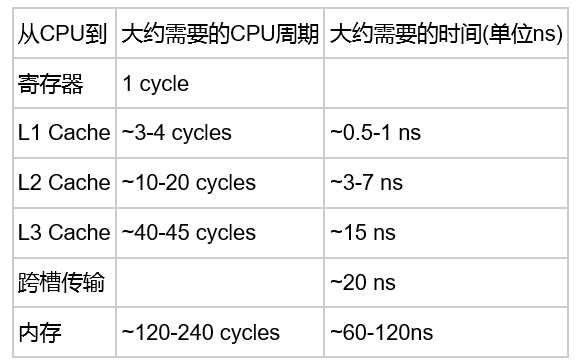 从CPU到 大约需要的CPU周期 大约需要的时间(单位ns)
寄存器 1 cycle
L1 Cache ~3-4 cycles ~0.5-1 ns
L2 Cache ~10-20 cycles ~3-7 ns
L3 Cache ~40-45 cycles ~15 ns
跨槽传输 ~20 ns
内存 ~120-240 cycles ~60-120ns